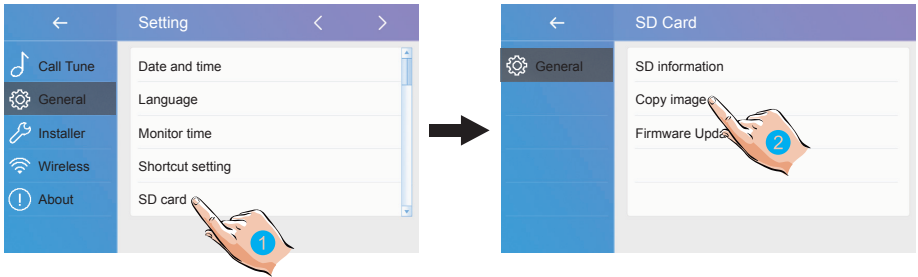 Setting
Call Tune
General
Installer
Wireless
About
Date and time
Language
Monitor time
Shortcut setting
SD card
1
SD Card
General
SD information
Copy image
Firmware
2